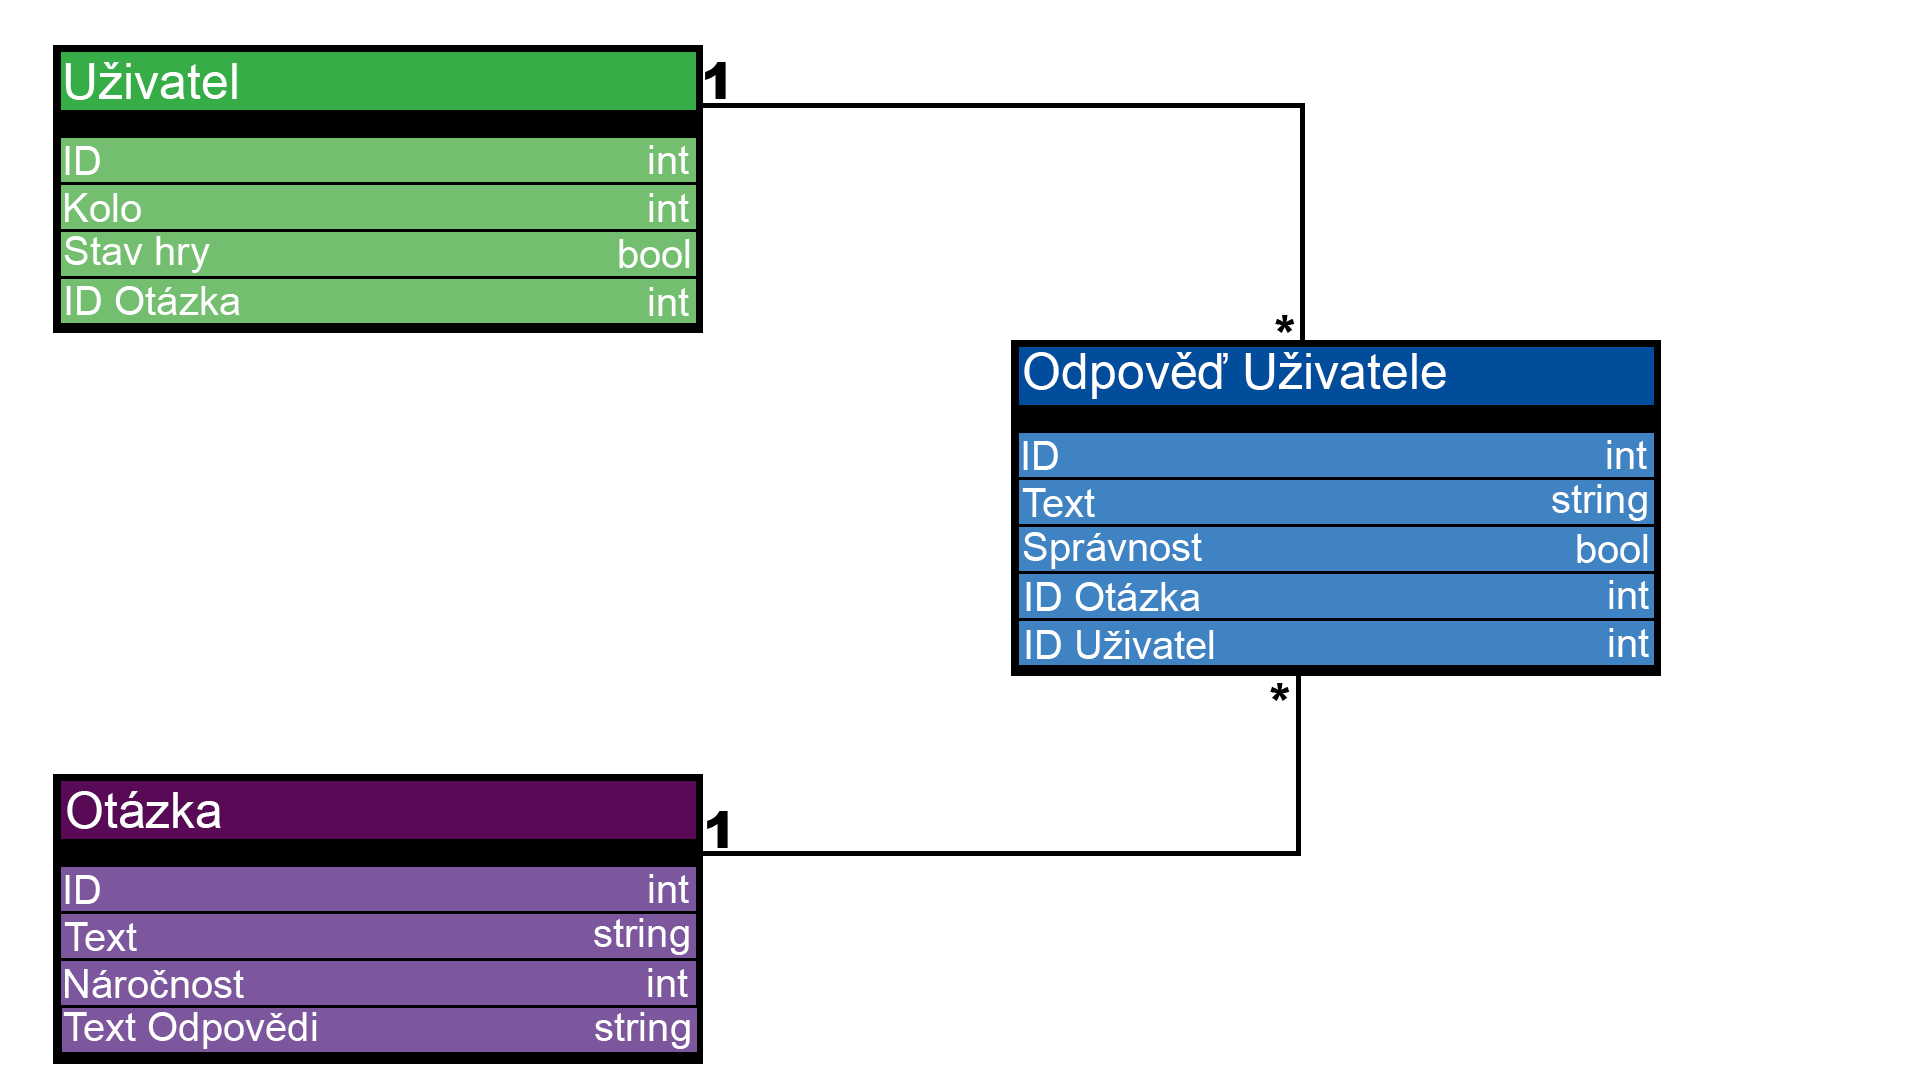 Uživatel
1
ID int
Kolo int
Stav hry bool
ID Otázka int
*
Odpověď Uživatele
ID int
Text string
Správnost bool
ID Otázka int
ID Uživatel int
*
Otázka
1
ID int
Text string
Náročnost int
Text Odpovědi string